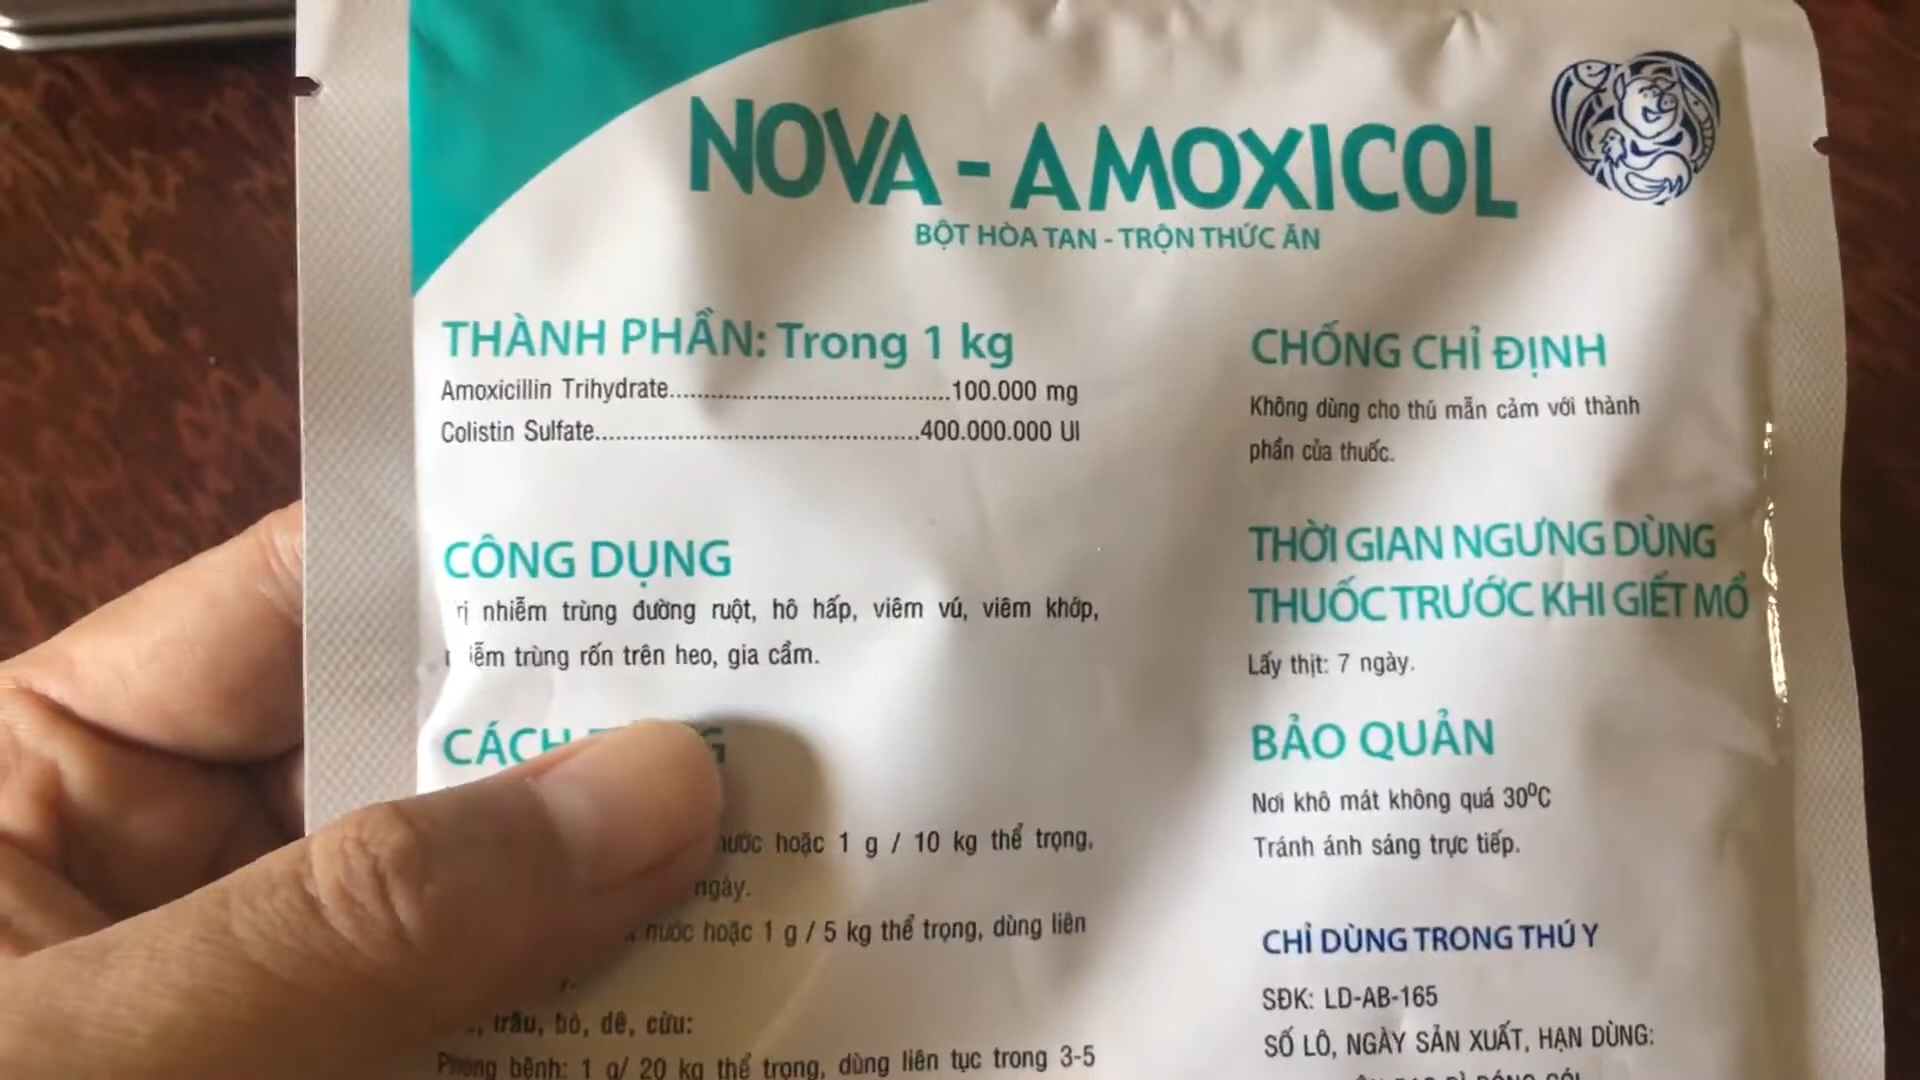 NOVA - AMOXICOL
BỘT HÒA TAN - TRỘN THỨC ĂN
THÀNH PHẦN: Trong 1 kg
Amoxicillin Trihydrate........................................100.000 mg
Colistin Sulfate..............................................400.000.000 UI
CÔNG DỤNG
nhiễm trùng đường ruột, hô hấp, viêm vú, viêm khớp,
trùng rốn trên heo, gia cầm.
CÁCH
hoặc 1 g / 10 kg thể trọng,
ngày.
nước hoặc 1 g / 5 kg thể trọng, dùng liên
trâu, bò, dê, cừu:
Phòng bệnh: 1 g/ 20 kg thể trọng, dùng liên tục trong 3-5
CHỐNG CHỈ ĐỊNH
Không dùng cho thú mẫn cảm với thành
phần của thuốc.
THỜI GIAN NGƯNG DÙNG
THUỐC TRƯỚC KHI GIẾT MỔ
Lấy thịt: 7 ngày.
BẢO QUẢN
Nơi khô mát không quá 30⁰C
Tránh ánh sáng trực tiếp.
CHỈ DÙNG TRONG THÚ Y
SĐK: LD-AB-165
SỐ LÔ, NGÀY SẢN XUẤT, HẠN DÙNG: